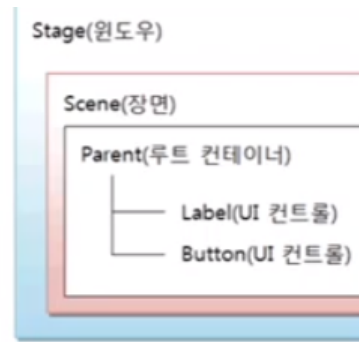 Stage(윈도우)
Scene(장면)
Parent(루트 컨테이너)
Label(UI 컨트롤)
Button(UI 컨트롤)